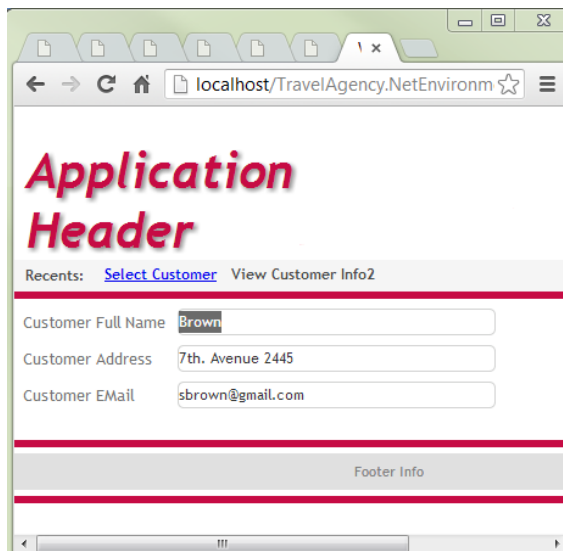 localhost/TravelAgency.NetEnvironm
Application
Header
Recents: Select Customer View Customer Info2
Customer Full Name Brown
Customer Address 7th. Avenue 2445
Customer EMail sbrown@gmail.com
Footer Info